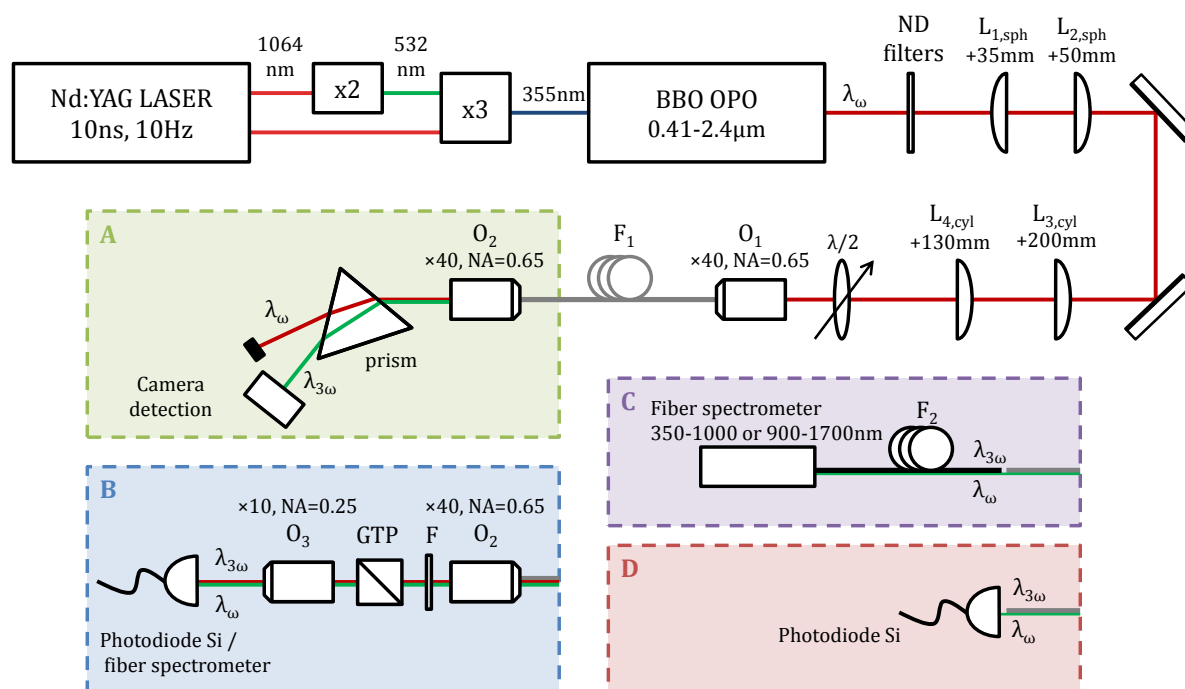 1064
nm
532
nm
ND
filters
L1,sph
+35mm
L2,sph
+50mm
Nd:YAG LASER
10ns, 10Hz
x2
x3
355nm
BBO OPO
0.41-2.4μm
λω
A
O2
×40, NA=0.65
F1
O1
×40, NA=0.65
λ/2
L4,cyl
+130mm
L3,cyl
+200mm
λω
prism
λ3ω
Camera
detection
C
Fiber spectrometer
350-1000 or 900-1700nm
F2
λ3ω
λω
B
×10, NA=0.25
O3
GTP
F
×40, NA=0.65
O2
λ3ω
λω
Photodiode Si /
fiber spectrometer
D
λ3ω
λω
Photodiode Si